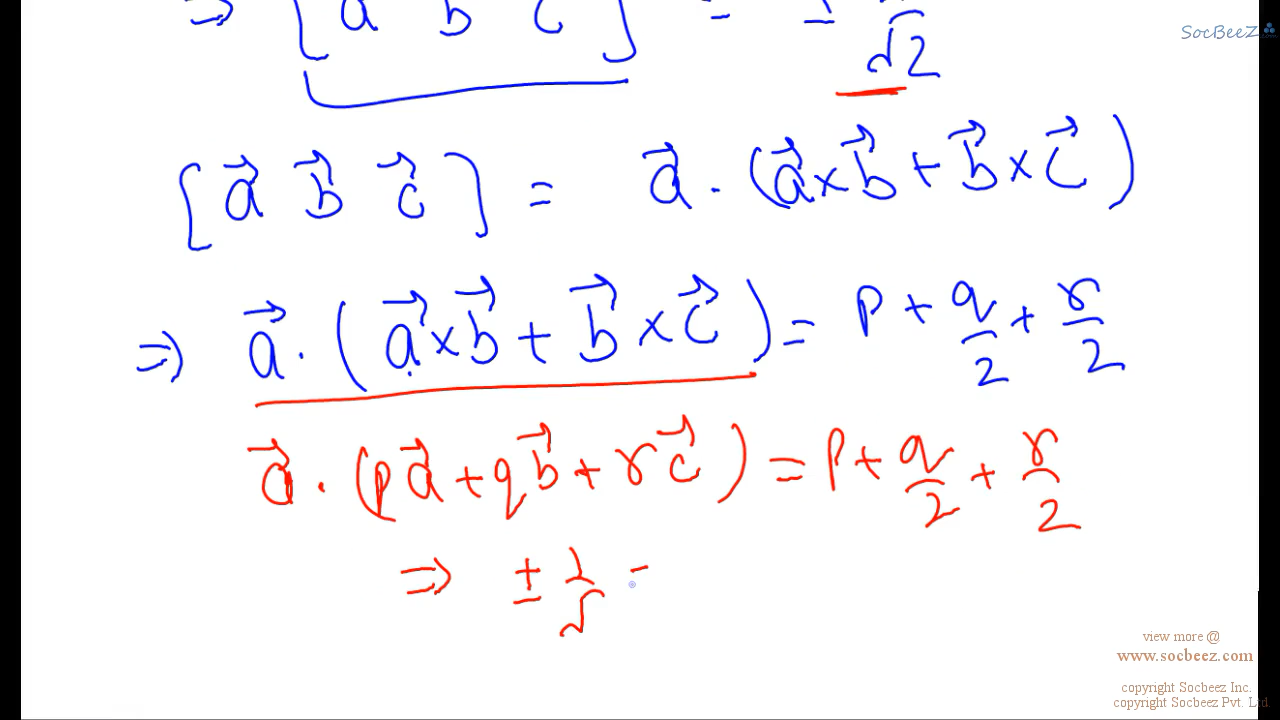 SocBeeZ
⇒ [a b c] = ± 1/√2
[a⃗ b⃗ c⃗] = a⃗ · (a⃗ × b⃗ + b⃗ × c⃗)
⇒ a⃗ · (a⃗ × b⃗ + b⃗ × c⃗) = p + q/2 + r/2
a⃗ · (pa⃗ + qb⃗ + rc⃗) = p + q/2 + r/2
⇒ ± 1/√ -
view more @
www.socbeez.com
copyright Socbeez Inc.
copyright Socbeez Pvt. Ltd.